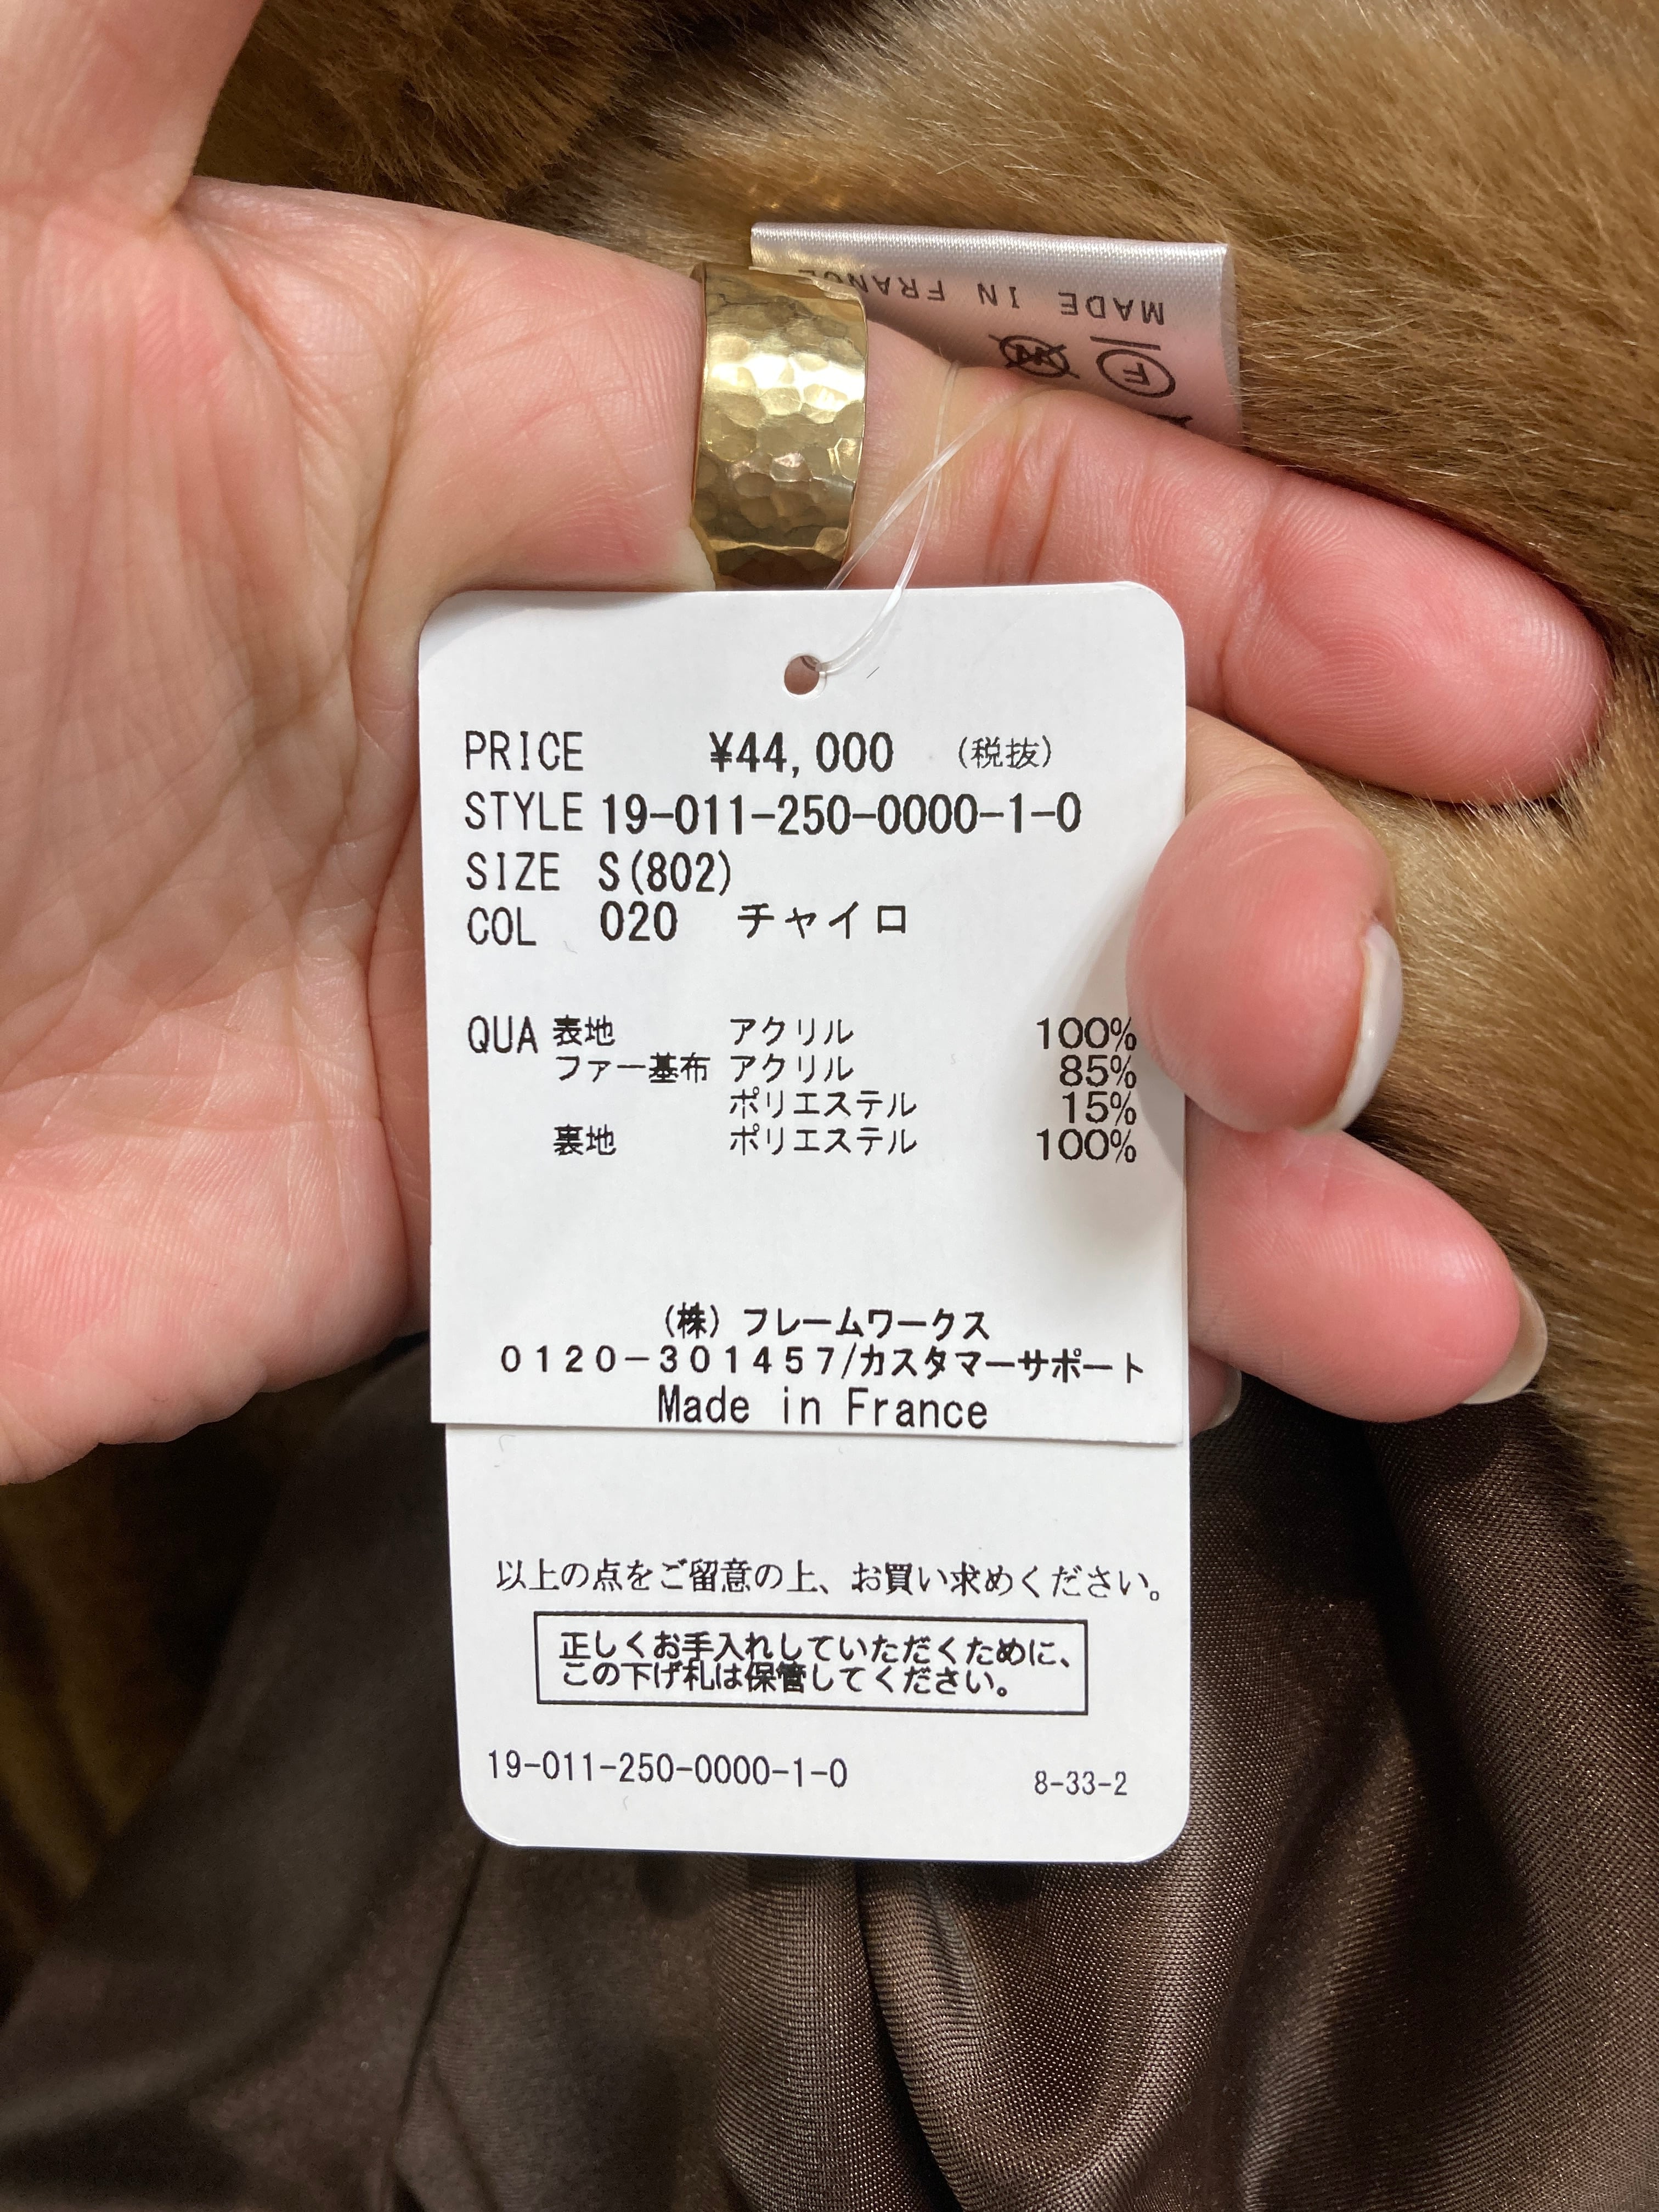 MADE IN FRANCE
F
W
PRICE ¥44,000 (税抜)
STYLE 19-011-250-0000-1-0
SIZE S(802)
COL 020 チャイロ
QUA 表地 アクリル 100%
ファー基布 アクリル 85%
ポリエステル 15%
裏地 ポリエステル 100%
(株) フレームワークス
0120-301457/カスタマーサポート
Made in France
以上の点をご留意の上、お買い求めください。
正しくお手入れしていただくために、
この下げ札は保管してください。
19-011-250-0000-1-0 8-33-2